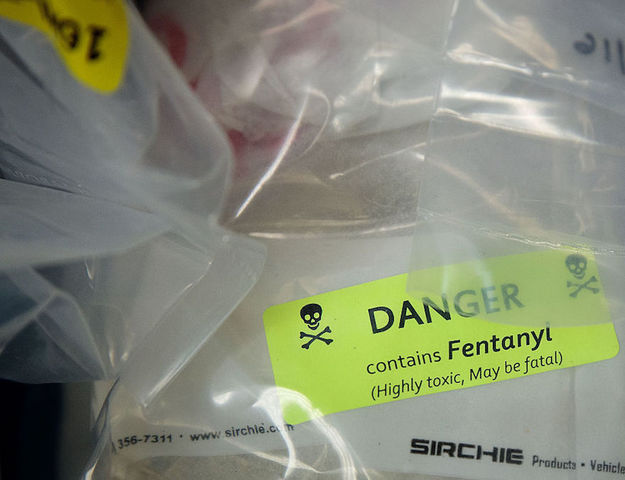 DANGER
contains Fentanyl
(Highly toxic, May be fatal)
356-7311 · www.sirchie.com
SIRCHIE Products • Vehicle